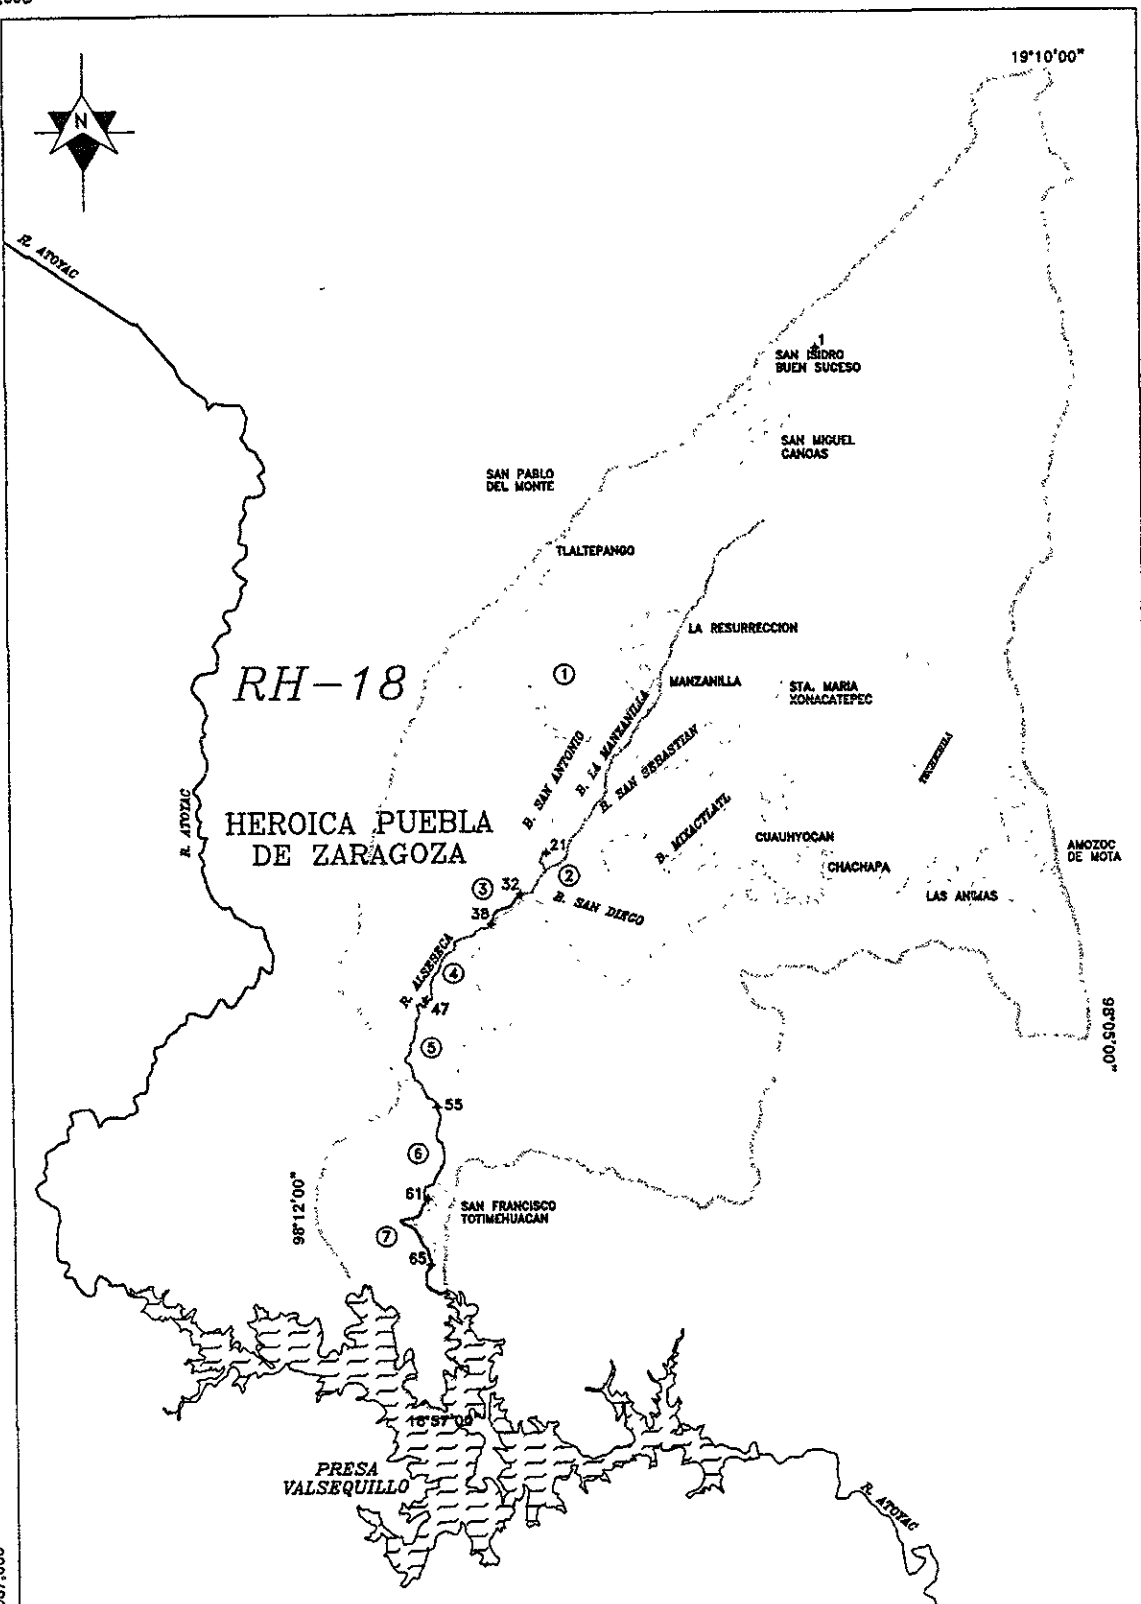 19°10'00"
N
R. ATOYAC
1
SAN ISIDRO
BUEN SUCESO
SAN MIGUEL
CANOAS
SAN PABLO
DEL MONTE
TLALTEPANGO
LA RESURRECCION
RH-18
1
MANZANILLA
STA. MARIA
XONACATEPEC
B. SAN ANTONIO
B. LA MANZANILLA
B. SAN SEBASTIAN
B. MIXACTLATL
R. ATOYAC
HEROICA PUEBLA
DE ZARAGOZA
CUAUHYOCAN
AMOZOC
DE MOTA
21
CHACHAPA
2
3
32
LAS ANIMAS
B. SAN DIEGO
38
R. ALSESECA
4
47
98°05'00"
5
55
6
61
SAN FRANCISCO
TOTIMEHUACAN
98°12'00"
7
65
18°57'00"
PRESA
VALSEQUILLO
R. ATOYAC